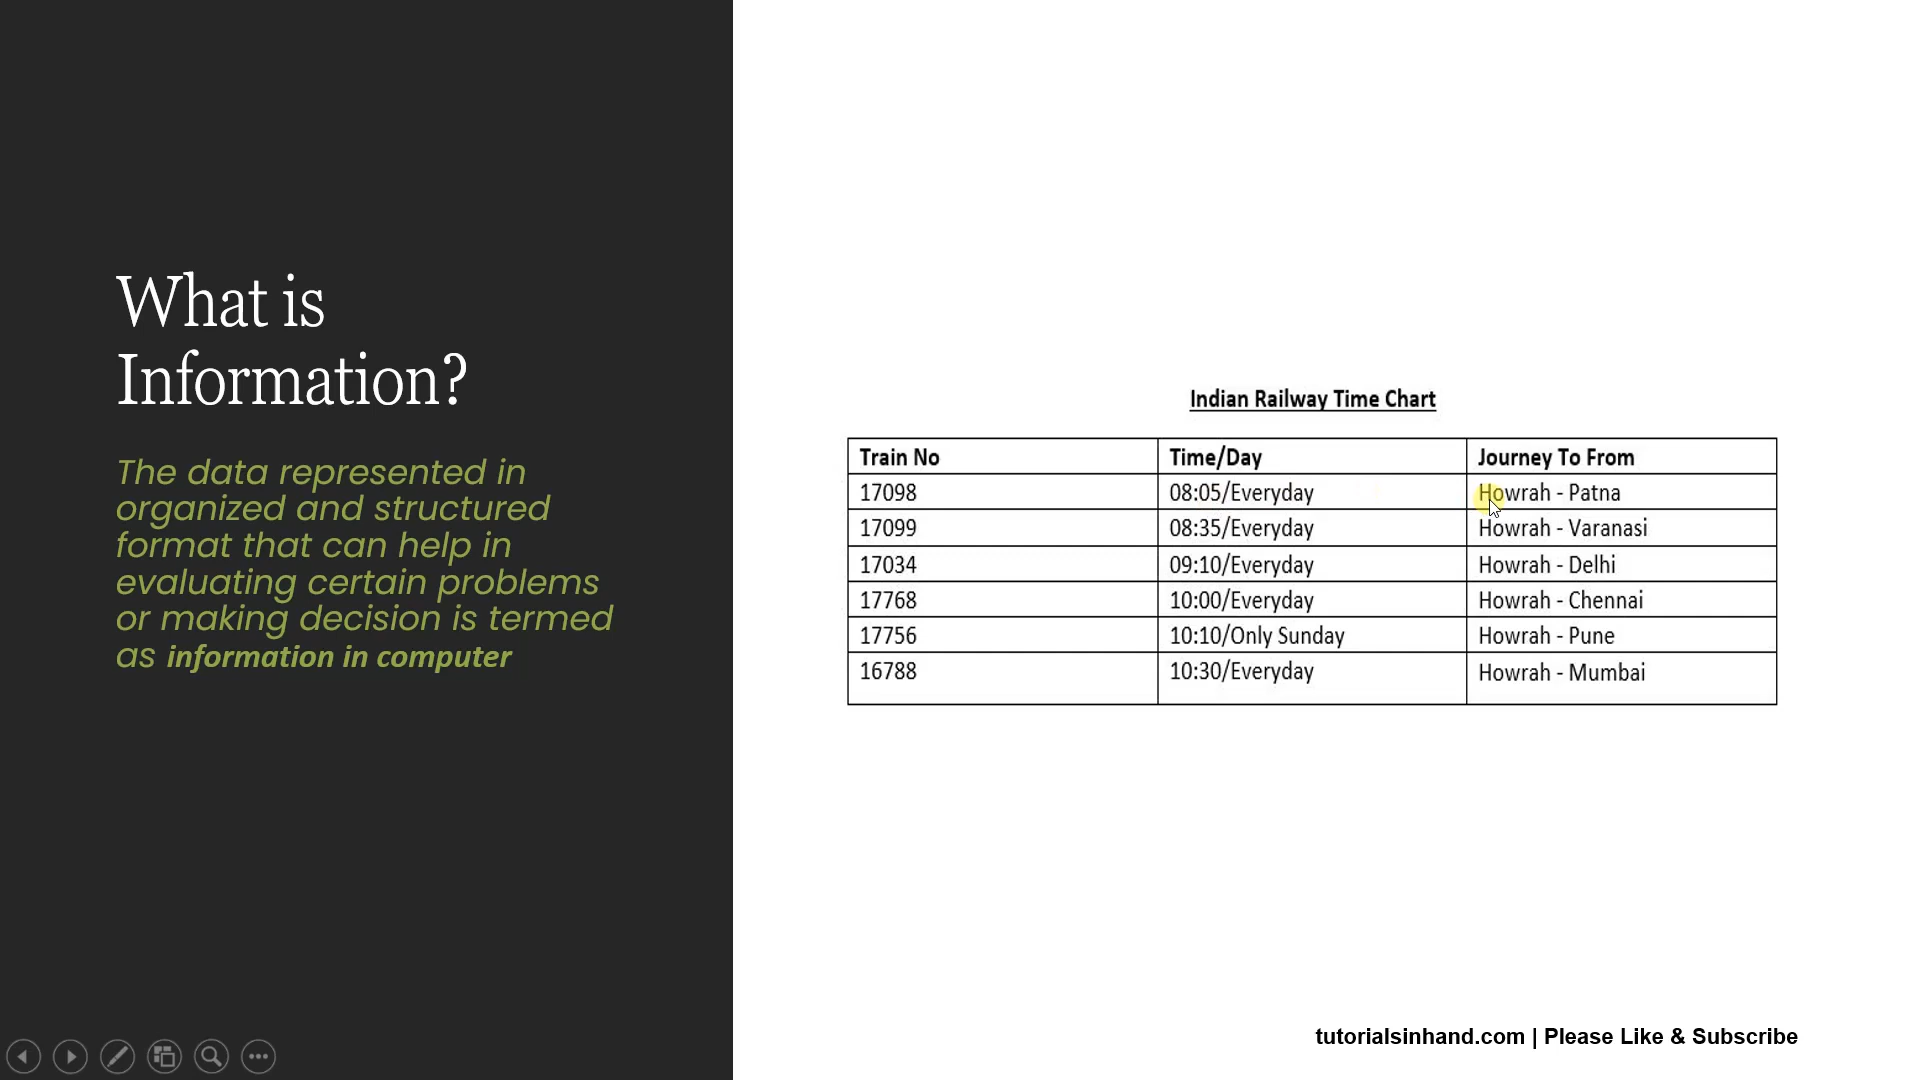 What is
Information?
The data represented in
organized and structured
format that can help in
evaluating certain problems
or making decision is termed
as information in computer
Indian Railway Time Chart
Train No Time/Day Journey To From
17098 08:05/Everyday Howrah - Patna
17099 08:35/Everyday Howrah - Varanasi
17034 09:10/Everyday Howrah - Delhi
17768 10:00/Everyday Howrah - Chennai
17756 10:10/Only Sunday Howrah - Pune
16788 10:30/Everyday Howrah - Mumbai
tutorialsinhand.com | Please Like & Subscribe